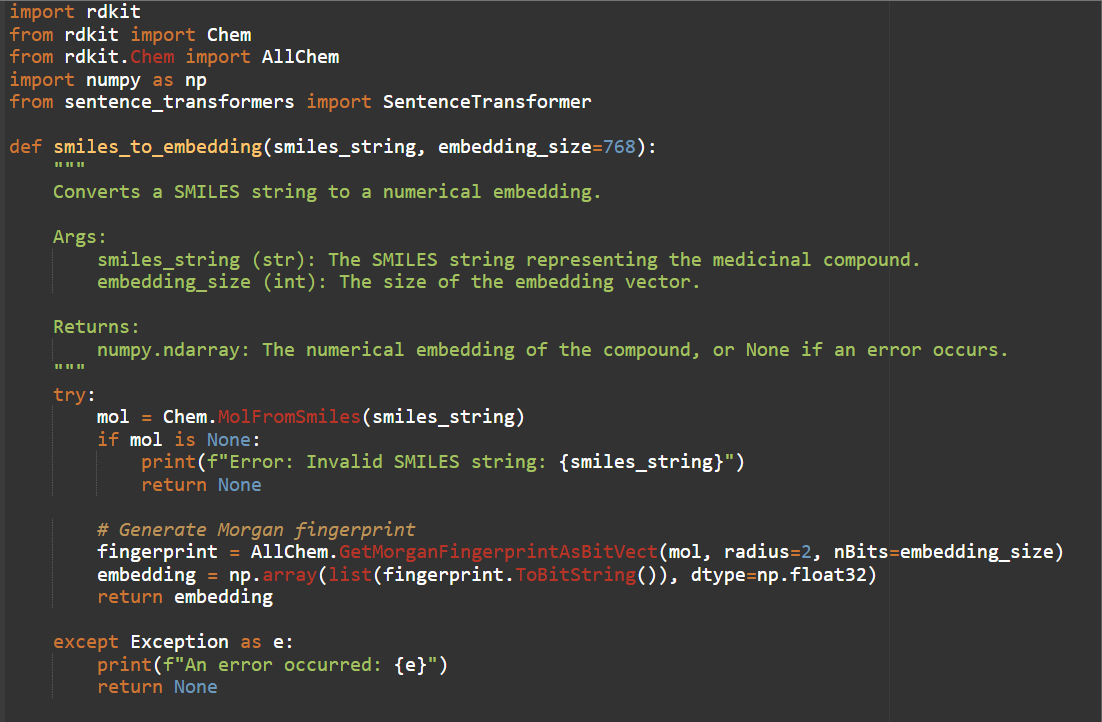 import rdkit
from rdkit import Chem
from rdkit.Chem import AllChem
import numpy as np
from sentence_transformers import SentenceTransformer

def smiles_to_embedding(smiles_string, embedding_size=768):
    """
    Converts a SMILES string to a numerical embedding.

    Args:
        smiles_string (str): The SMILES string representing the medicinal compound.
        embedding_size (int): The size of the embedding vector.

    Returns:
        numpy.ndarray: The numerical embedding of the compound, or None if an error occurs.
    """
    try:
        mol = Chem.MolFromSmiles(smiles_string)
        if mol is None:
            print(f"Error: Invalid SMILES string: {smiles_string}")
            return None

        # Generate Morgan fingerprint
        fingerprint = AllChem.GetMorganFingerprintAsBitVect(mol, radius=2, nBits=embedding_size)
        embedding = np.array(list(fingerprint.ToBitString()), dtype=np.float32)
        return embedding

    except Exception as e:
        print(f"An error occurred: {e}")
        return None